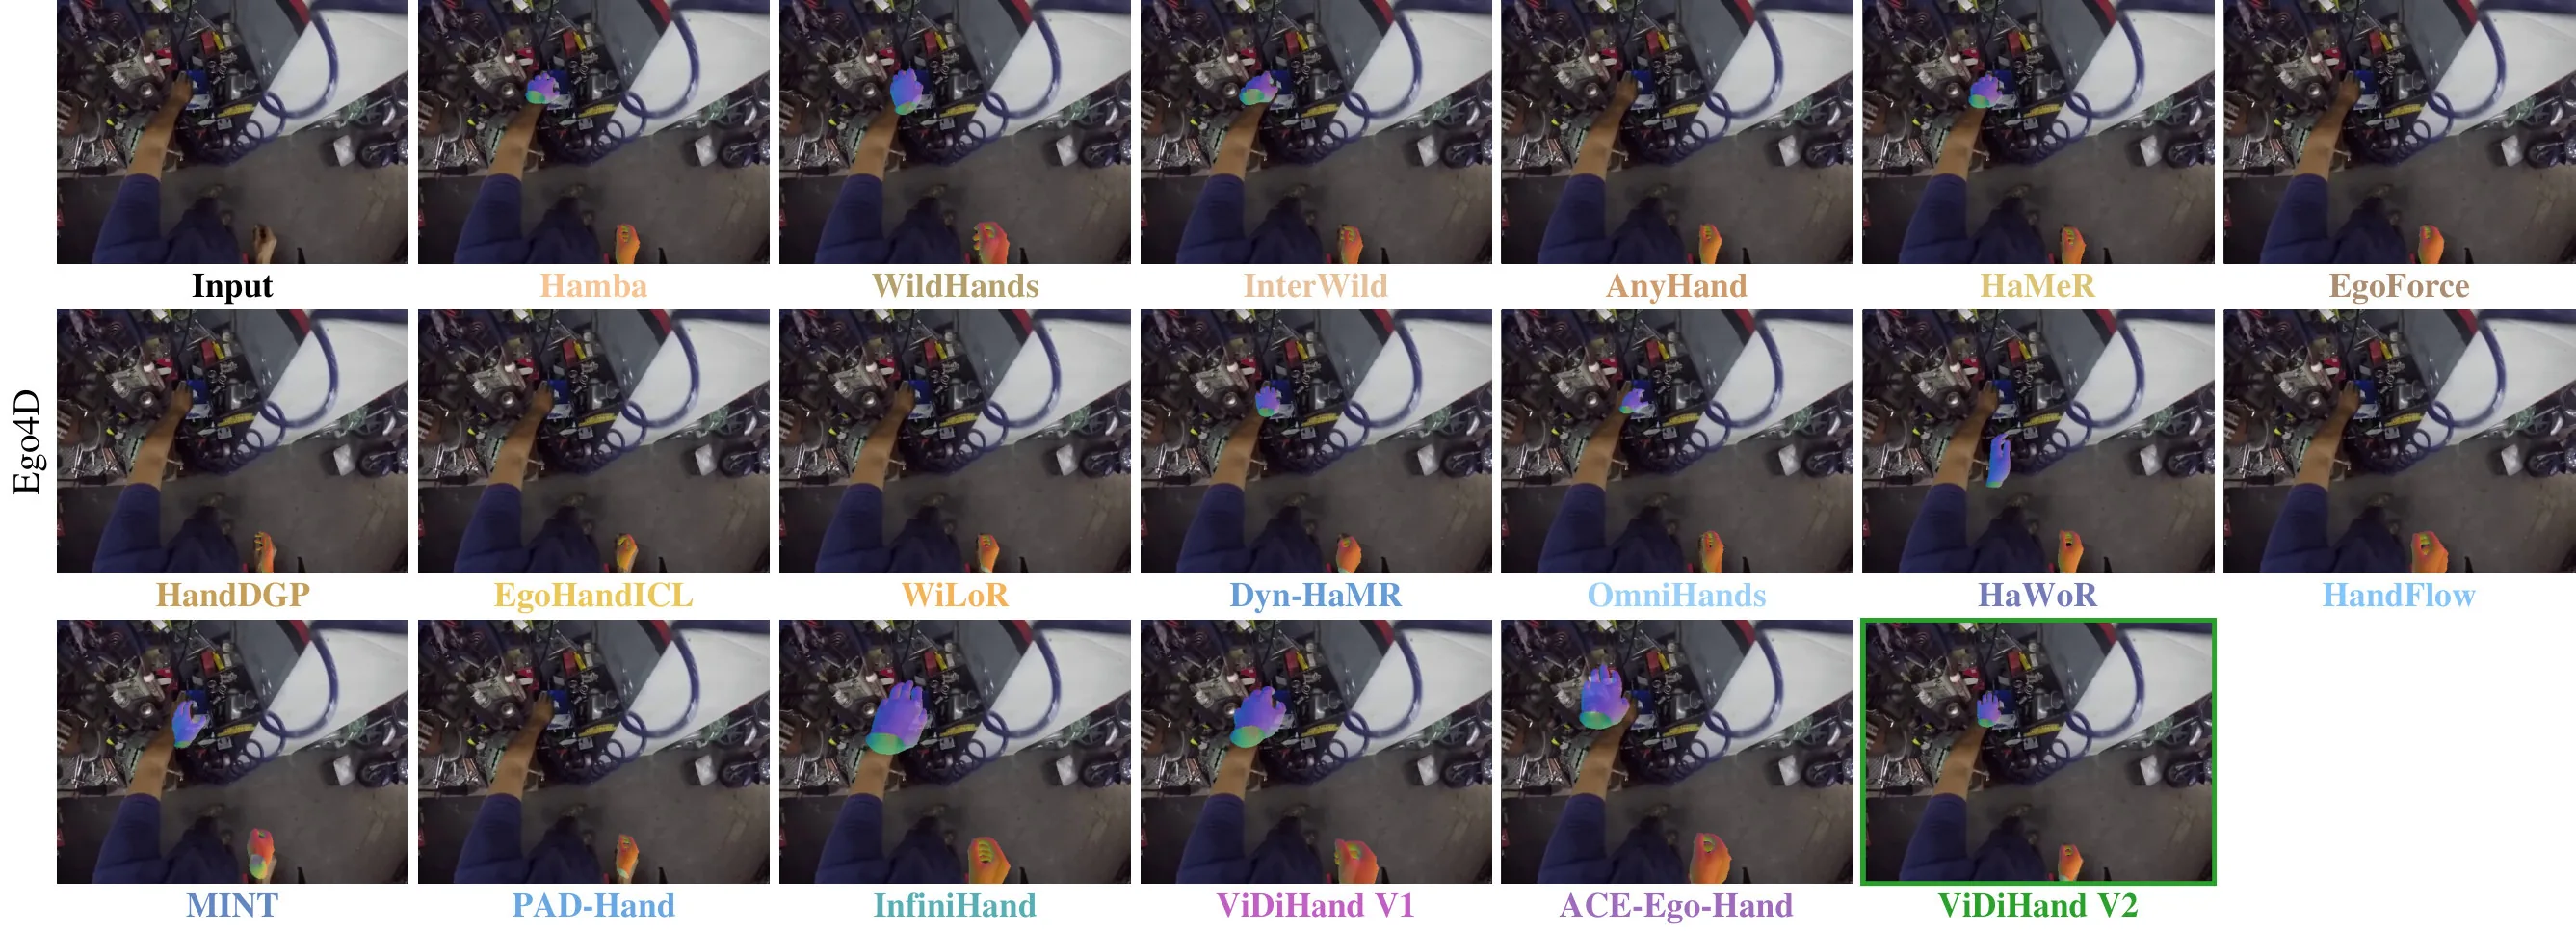 Ego4D
Input
Hamba
WildHands
InterWild
AnyHand
HaMeR
EgoForce
HandDGP
EgoHandICL
WiLoR
Dyn-HaMR
OmniHands
HaWoR
HandFlow
MINT
PAD-Hand
InfiniHand
ViDiHand V1
ACE-Ego-Hand
ViDiHand V2